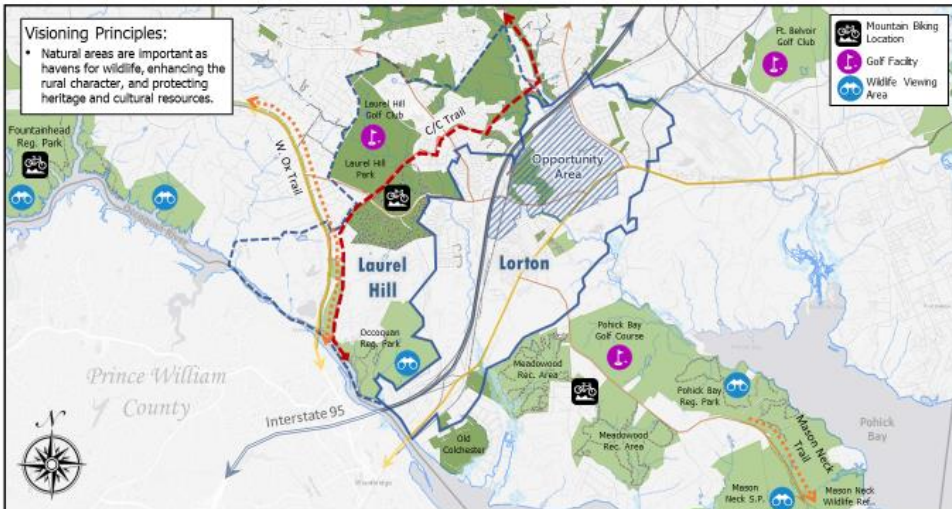 Visioning Principles:
• Natural areas are important as
havens for wildlife, enhancing the
rural character, and protecting
heritage and cultural resources.
Mountain Biking
Location
Golf Facility
Wildlife Viewing
Area
Ft. Belvoir
Golf Club
Fountainhead
Reg. Park
W. Ox Trail
Laurel Hill
Golf Club
C/C Trail
Laurel Hill
Park
Opportunity
Area
Laurel
Hill
Lorton
Occoquan
Reg. Park
Prince William
County
Interstate 95
Meadowood
Rec. Area
Pohick Bay
Golf Course
Pohick Bay
Reg. Park
Pohick
Bay
Mason Neck
Trail
Meadowood
Rec. Area
Old
Colchester
Woodbridge
N
Mason
Neck S.P.
Mason Neck
Wildlife Ref..